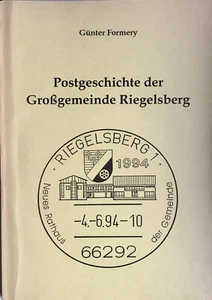 Günter Formery
Postgeschichte der
Großgemeinde Riegelsberg
RIEGELSBERG 1
1994
Neues Rathaus
der Gemeinde
-4.-6.94-10
66292